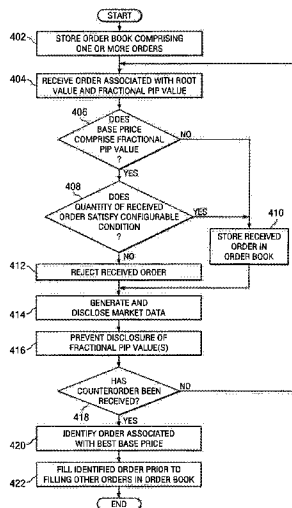 START
402
STORE ORDER BOOK COMPRISING
ONE OR MORE ORDERS
404
RECEIVE ORDER ASSOCIATED WITH ROOT
VALUE AND FRACTIONAL PIP VALUE
406
DOES
BASE PRICE
COMPRISE FRACTIONAL
PIP VALUE
?
NO
YES
408
DOES
QUANTITY OF RECEIVED
ORDER SATISFY CONFIGURABLE
CONDITION
?
YES
NO
410
STORE RECEIVED
ORDER IN
ORDER BOOK
412
REJECT RECEIVED ORDER
414
GENERATE AND
DISCLOSE MARKET DATA
416
PREVENT DISCLOSURE OF
FRACTIONAL PIP VALUE(S)
HAS
COUNTERORDER BEEN
RECEIVED?
418
NO
YES
420
IDENTIFY ORDER ASSOCIATED
WITH BEST BASE PRICE
422
FILL IDENTIFIED ORDER PRIOR TO
FILLING OTHER ORDERS IN ORDER BOOK
END